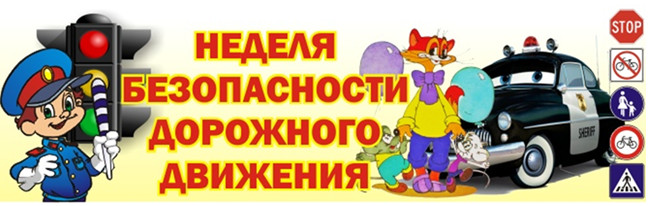 НЕДЕЛЯ
БЕЗОПАСНОСТИ
ДОРОЖНОГО
ДВИЖЕНИЯ
SHERIFF
STOP